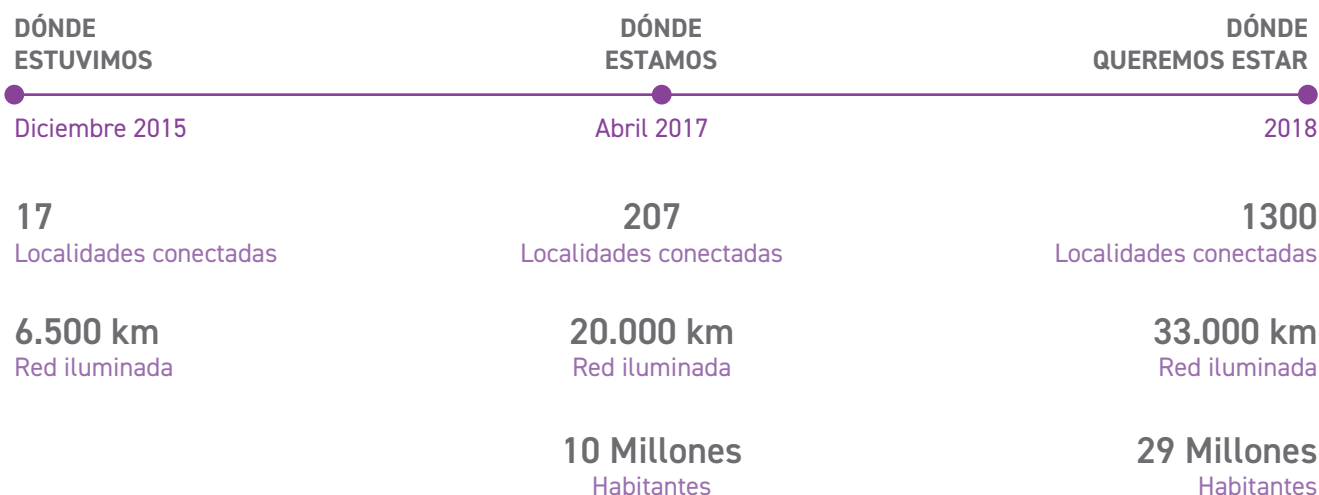 DÓNDE
ESTUVIMOS
DÓNDE
ESTAMOS
DÓNDE
QUEREMOS ESTAR
Diciembre 2015
Abril 2017
2018
17
Localidades conectadas
207
Localidades conectadas
1300
Localidades conectadas
6.500 km
Red iluminada
20.000 km
Red iluminada
33.000 km
Red iluminada
10 Millones
Habitantes
29 Millones
Habitantes